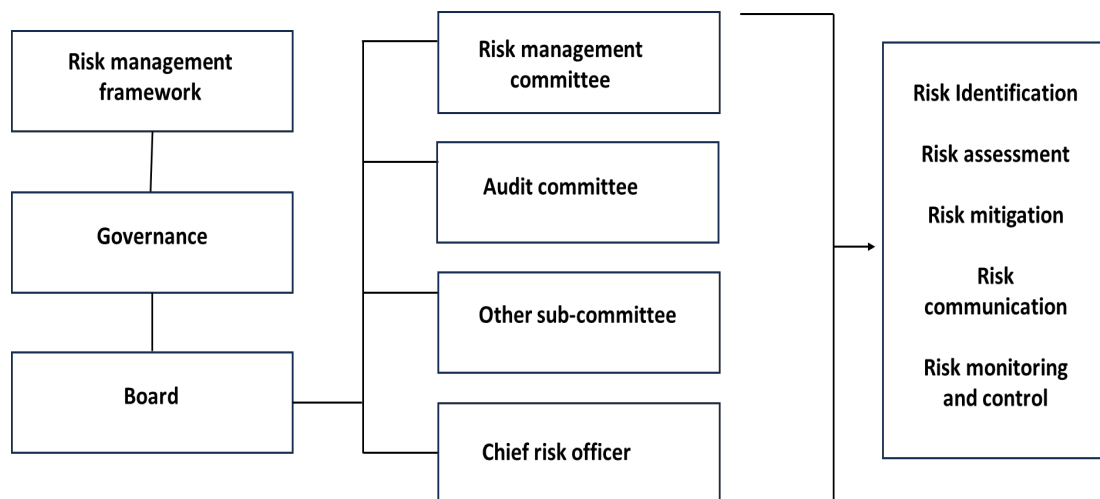 Risk management
framework
Governance
Board
Risk management
committee
Audit committee
Other sub-committee
Chief risk officer
Risk Identification
Risk assessment
Risk mitigation
Risk
communication
Risk monitoring
and control